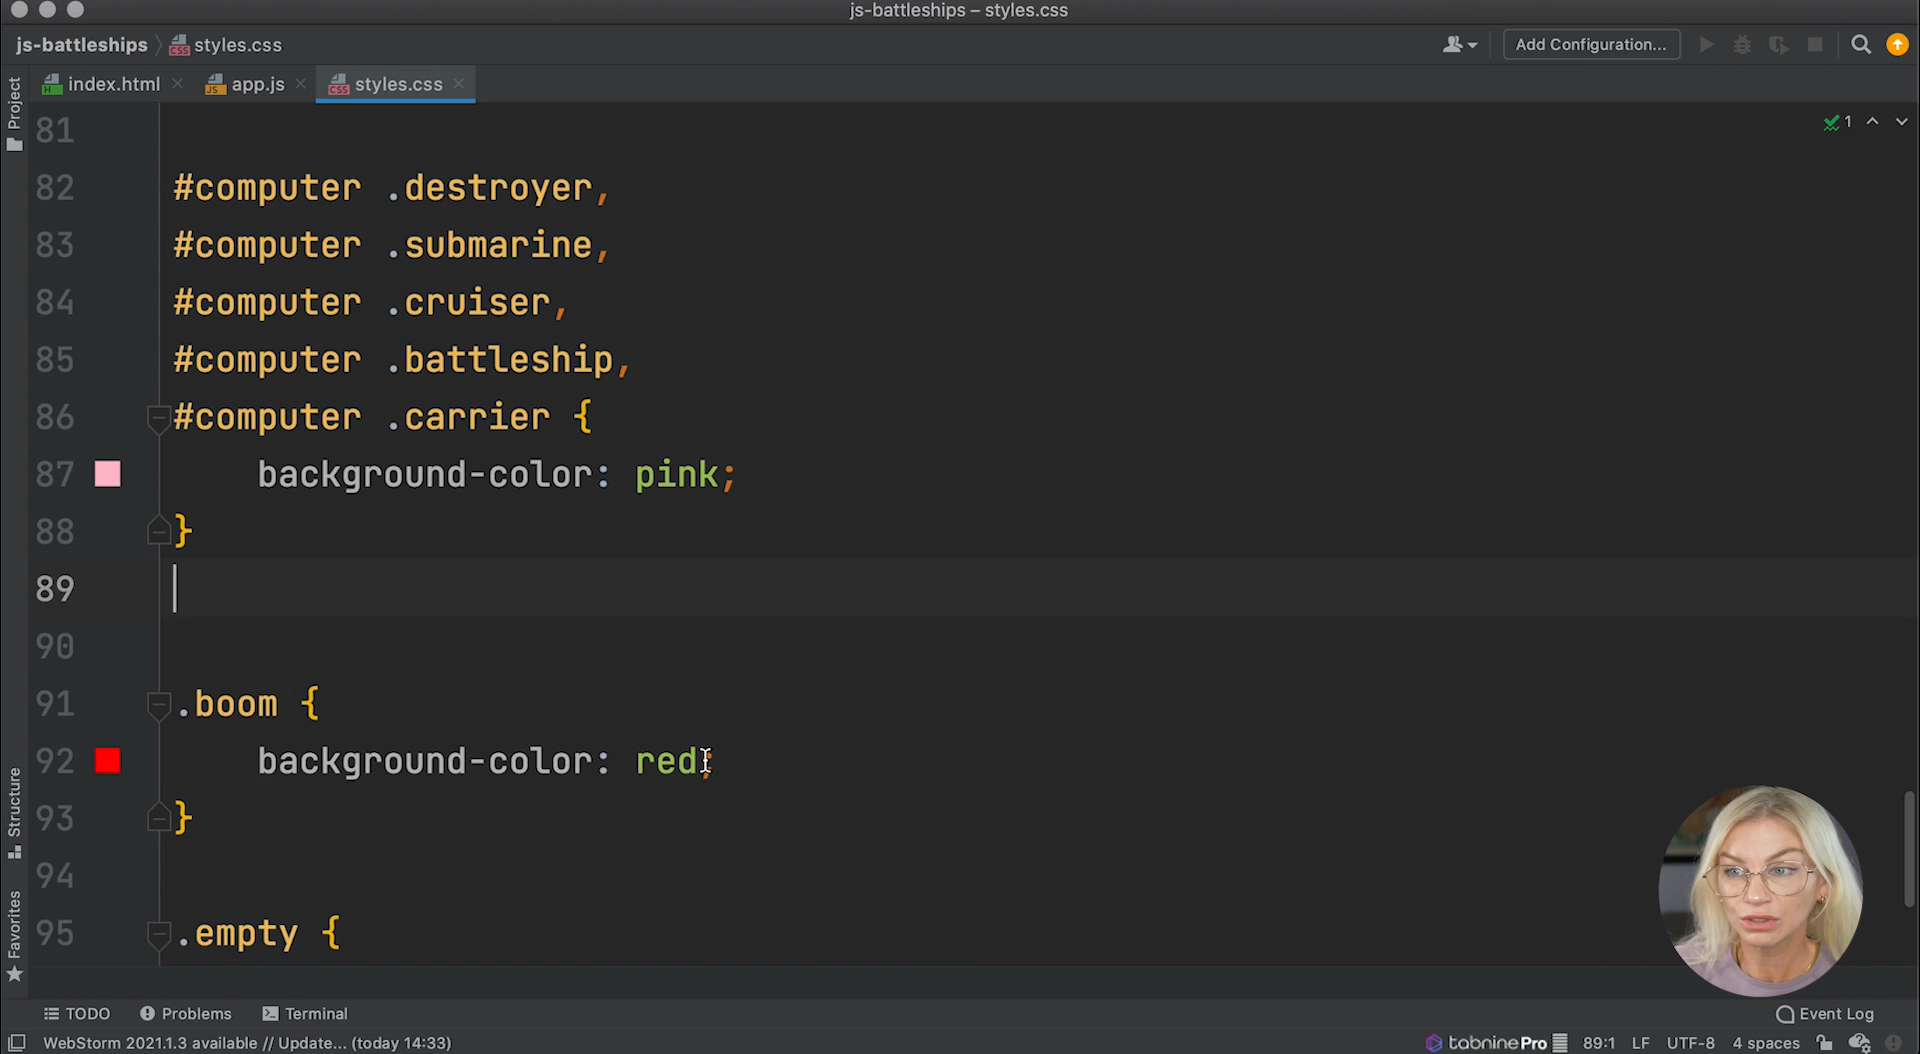 js-battleships – styles.css
js-battleships
styles.css
Add Configuration...
Project
index.html
app.js
styles.css
1
81
82 #computer .destroyer,
83 #computer .submarine,
84 #computer .cruiser,
85 #computer .battleship,
86 #computer .carrier {
87 background-color: pink;
88 }
89
90
91 .boom {
92 background-color: red;
93 }
94
95 .empty {
Structure
Favorites
TODO
Problems
Terminal
Event Log
WebStorm 2021.1.3 available // Update... (today 14:33)
tabnine Pro
89:1
LF
UTF-8
4 spaces